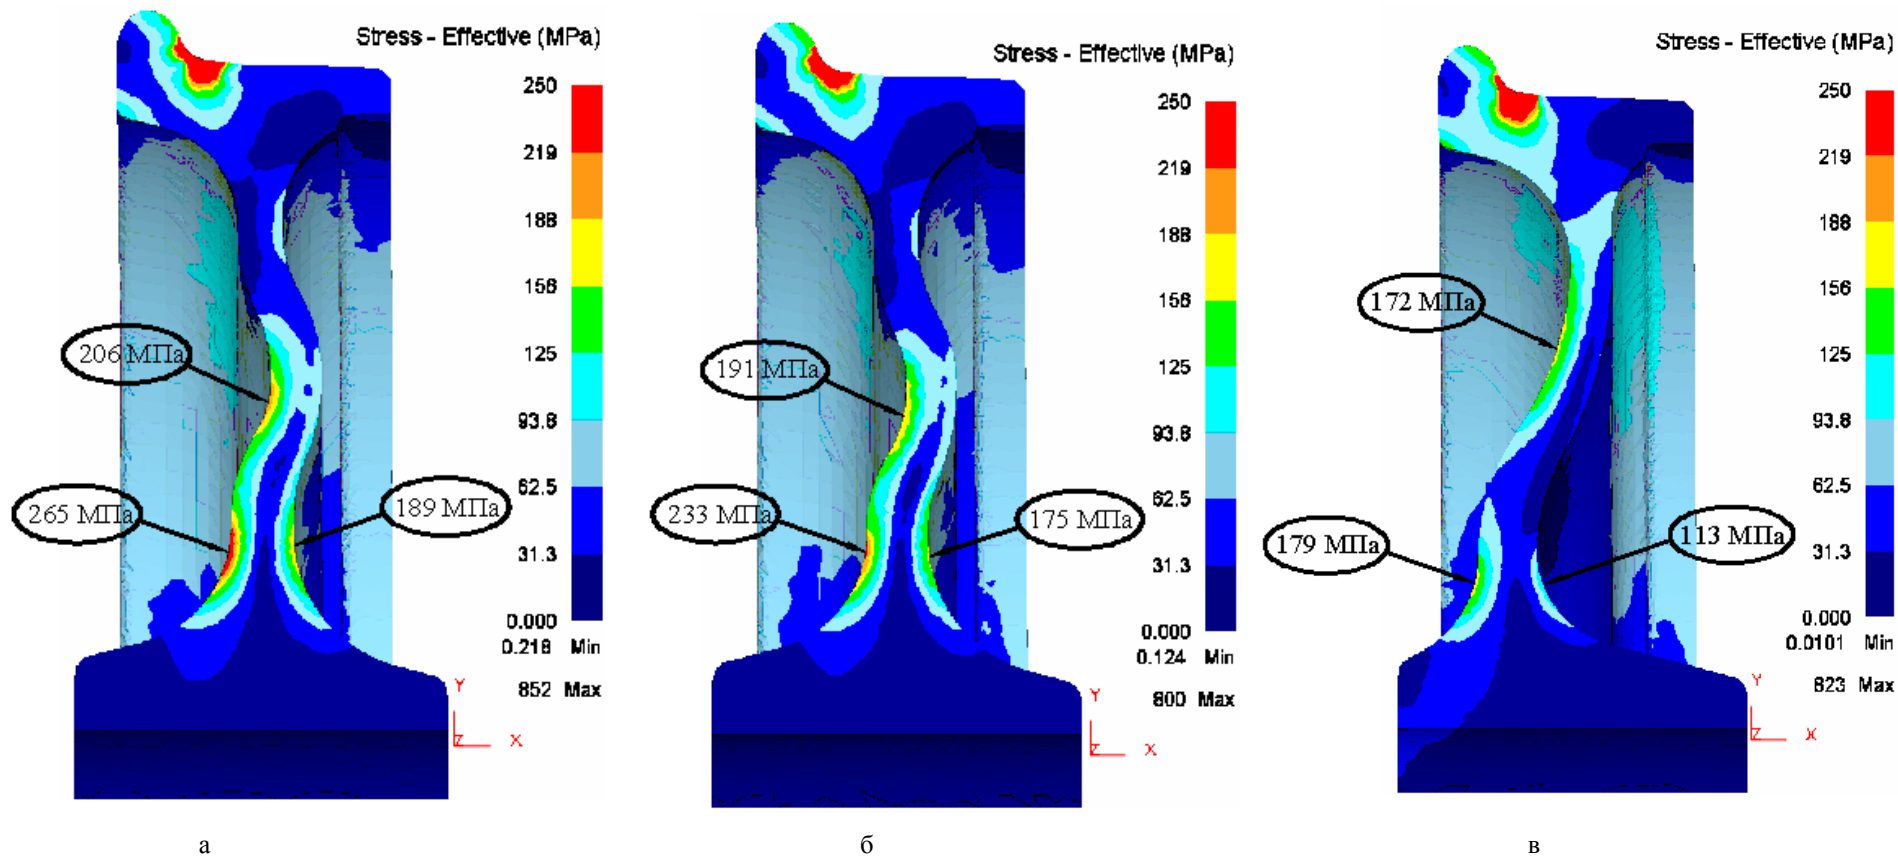 Stress - Effective (MPa)
250
219
188
156
125
93.8
62.5
31.3
0.000
0.218 Min
852 Max
206 МПа
265 МПа
189 МПа
Y
Z X
а
Stress - Effective (MPa)
250
219
188
156
125
93.8
62.5
31.3
0.000
0.124 Min
800 Max
191 МПа
233 МПа
175 МПа
Y
Z X
б
Stress - Effective (MPa)
250
219
188
156
125
93.8
62.5
31.3
0.000
0.0101 Min
823 Max
172 МПа
179 МПа
113 МПа
Y
Z X
в